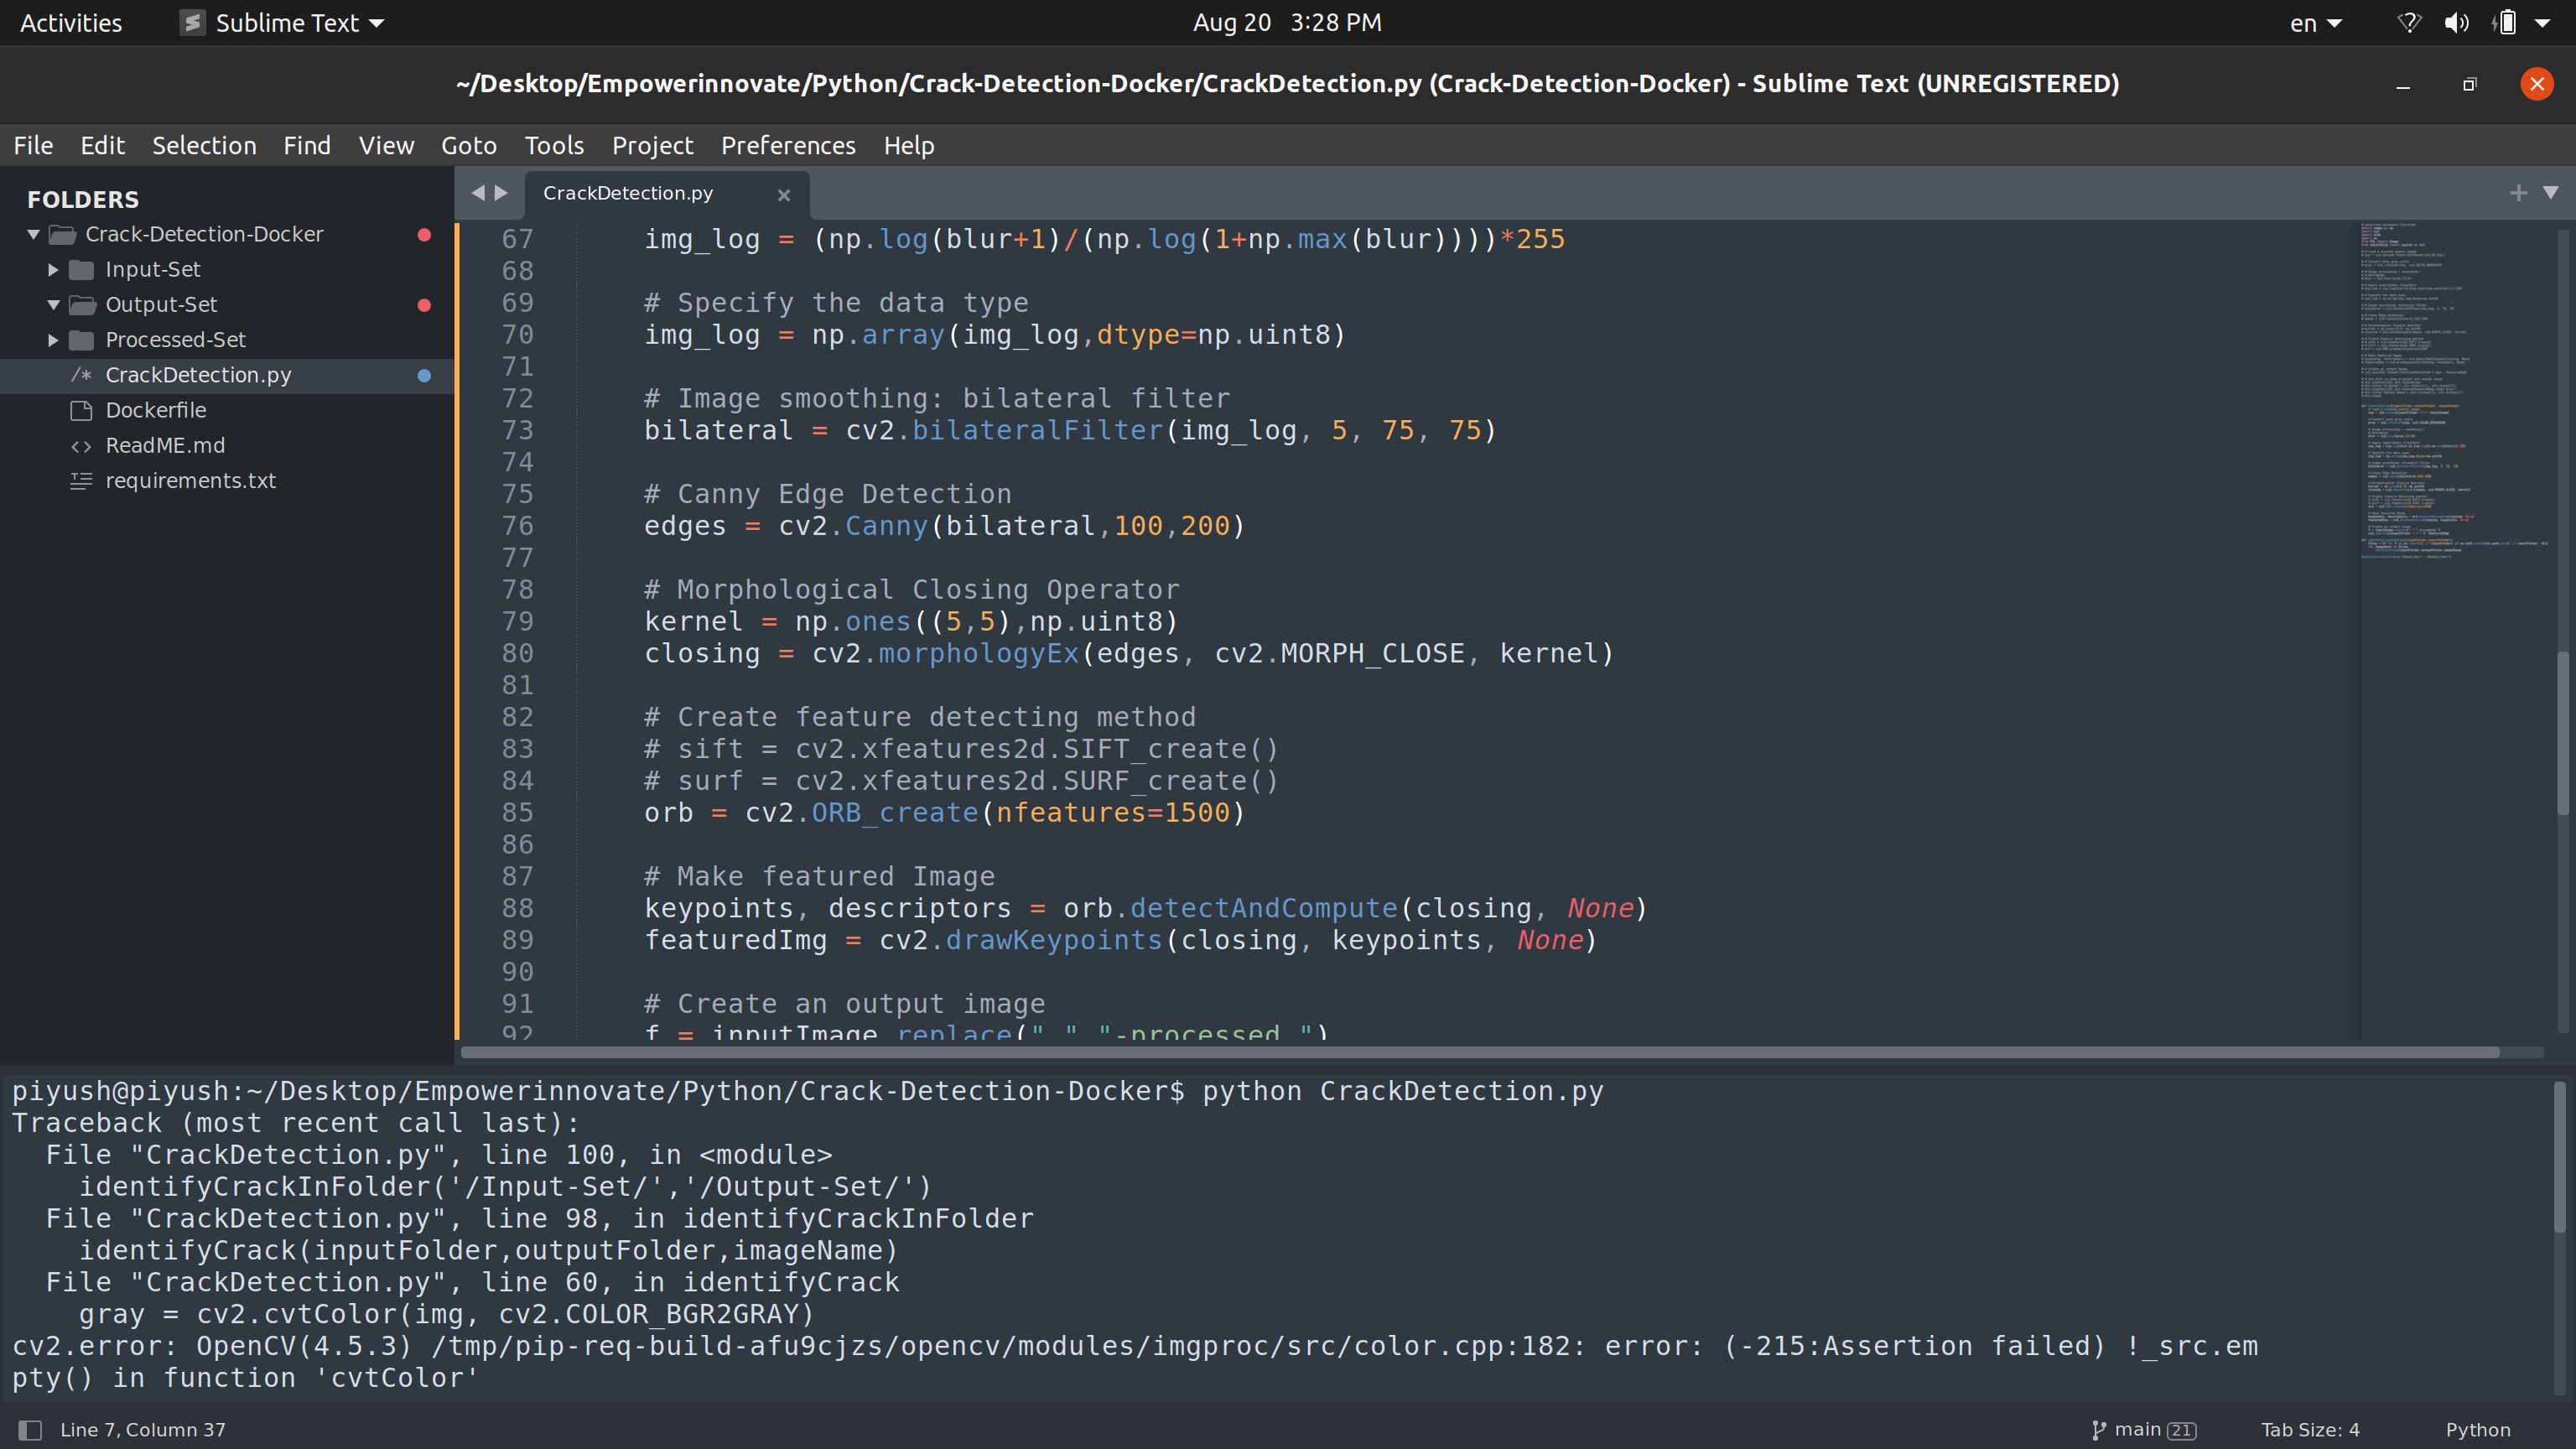 Activities Sublime Text Aug 20 3:28 PM en
~/Desktop/Empowerinnovate/Python/Crack-Detection-Docker/CrackDetection.py (Crack-Detection-Docker) - Sublime Text (UNREGISTERED)
File Edit Selection Find View Goto Tools Project Preferences Help
FOLDERS
Crack-Detection-Docker
Input-Set
Output-Set
Processed-Set
CrackDetection.py
Dockerfile
ReadME.md
requirements.txt
CrackDetection.py
67 img_log = (np.log(blur+1)/(np.log(1+np.max(blur))))*255
68
69 # Specify the data type
70 img_log = np.array(img_log,dtype=np.uint8)
71
72 # Image smoothing: bilateral filter
73 bilateral = cv2.bilateralFilter(img_log, 5, 75, 75)
74
75 # Canny Edge Detection
76 edges = cv2.Canny(bilateral,100,200)
77
78 # Morphological Closing Operator
79 kernel = np.ones((5,5),np.uint8)
80 closing = cv2.morphologyEx(edges, cv2.MORPH_CLOSE, kernel)
81
82 # Create feature detecting method
83 # sift = cv2.xfeatures2d.SIFT_create()
84 # surf = cv2.xfeatures2d.SURF_create()
85 orb = cv2.ORB_create(nfeatures=1500)
86
87 # Make featured Image
88 keypoints, descriptors = orb.detectAndCompute(closing, None)
89 featuredImg = cv2.drawKeypoints(closing, keypoints, None)
90
91 # Create an output image
92 f = inputImage.replace(".","-processed.")
piyush@piyush:~/Desktop/Empowerinnovate/Python/Crack-Detection-Docker$ python CrackDetection.py
Traceback (most recent call last):
File "CrackDetection.py", line 100, in <module>
identifyCrackInFolder('/Input-Set/','/Output-Set/')
File "CrackDetection.py", line 98, in identifyCrackInFolder
identifyCrack(inputFolder,outputFolder,imageName)
File "CrackDetection.py", line 60, in identifyCrack
gray = cv2.cvtColor(img, cv2.COLOR_BGR2GRAY)
cv2.error: OpenCV(4.5.3) /tmp/pip-req-build-afu9cjzs/opencv/modules/imgproc/src/color.cpp:182: error: (-215:Assertion failed) !_src.em
pty() in function 'cvtColor'
Line 7, Column 37 main 21 Tab Size: 4 Python